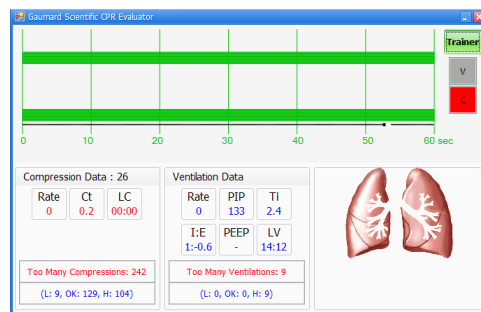 Gaumard Scientific CPR Evaluator
Trainer
V
C
0 10 20 30 40 50 60 sec
Compression Data : 26
Rate Ct LC
0 0.2 00:00
Too Many Compressions: 242
(L: 9, OK: 129, H: 104)
Ventilation Data
Rate PIP Ti
0 133 2.4
I:E PEEP LV
1:-0.6 - 14:12
Too Many Ventilations: 9
(L: 0, OK: 0, H: 9)